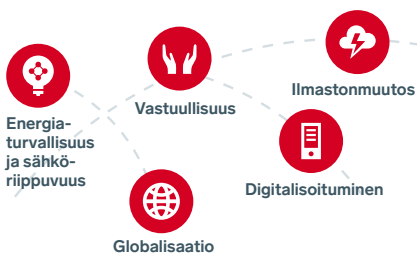 Energia-
turvallisuus
ja sähkö-
riippuvuus
Vastuullisuus
Ilmastonmuutos
Globalisaatio
Digitalisoituminen